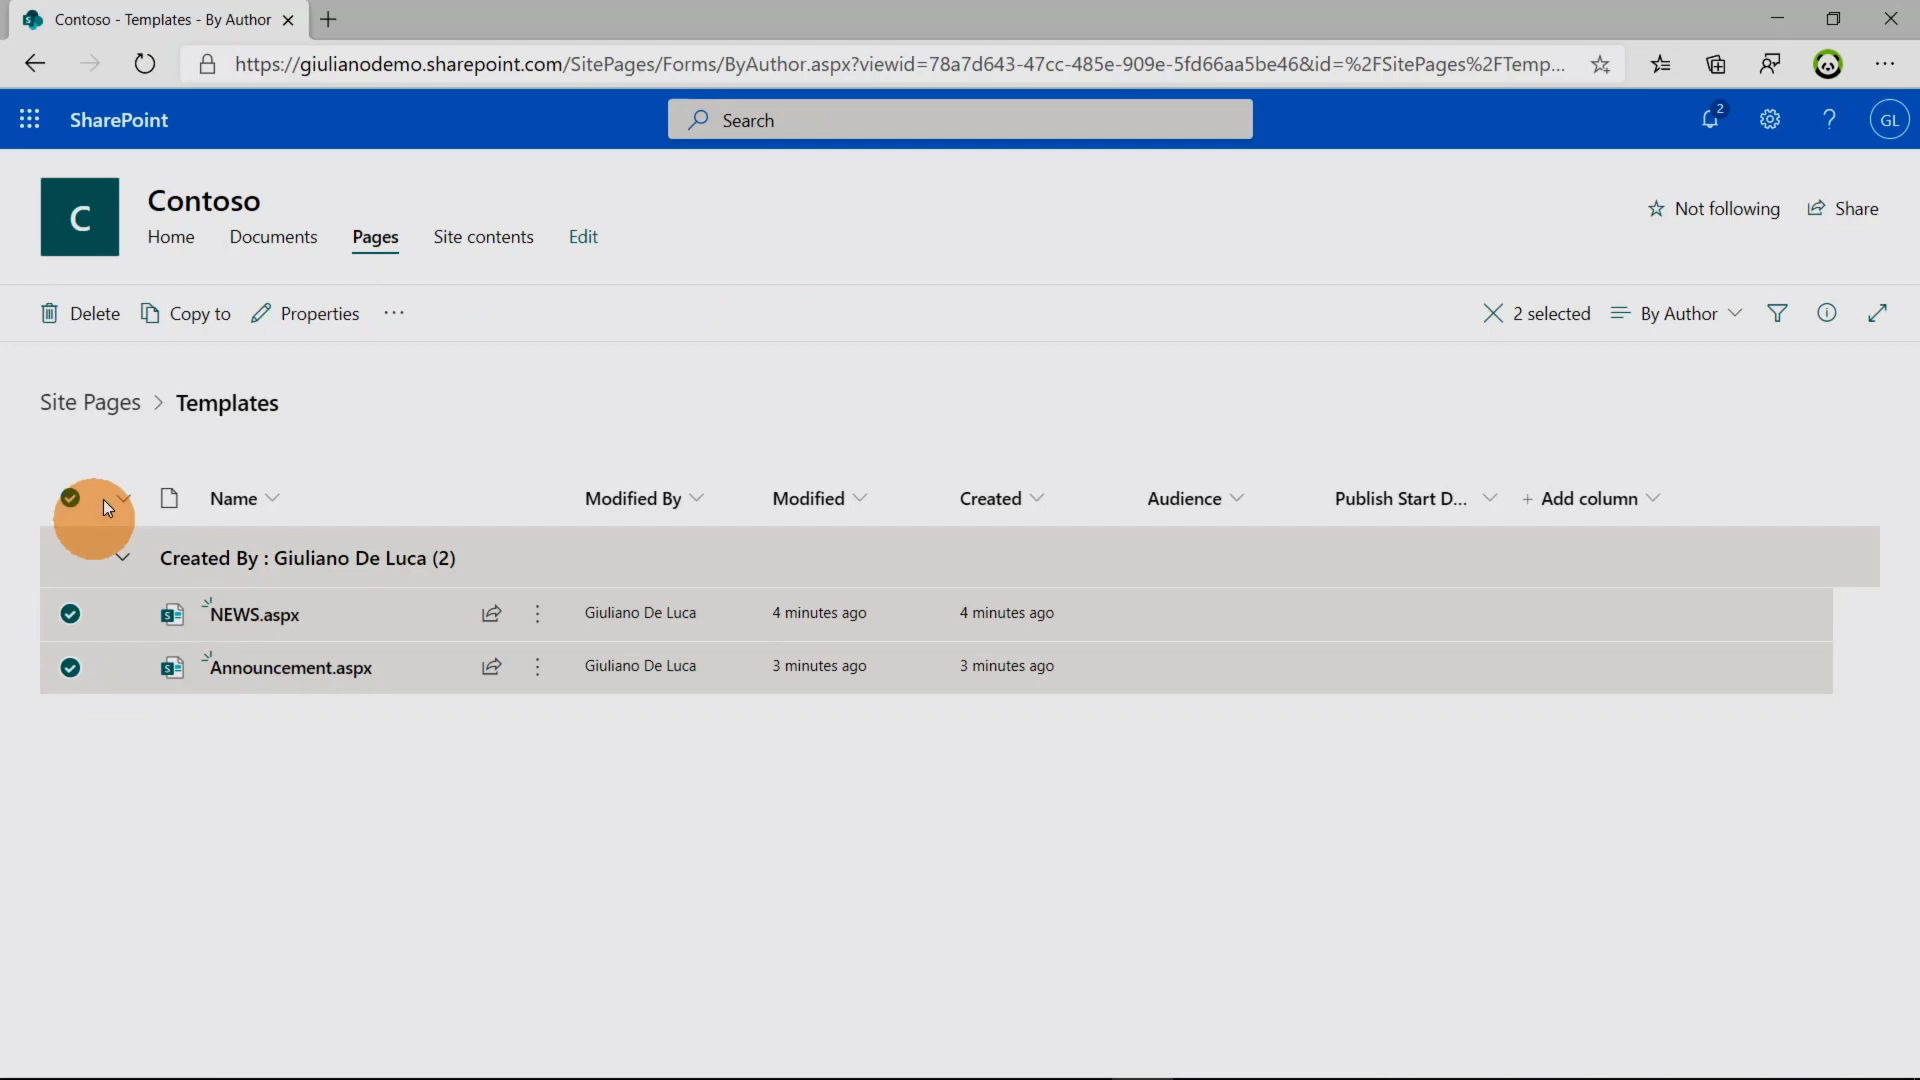 Contoso - Templates - By Author
https://giulianodemo.sharepoint.com/SitePages/Forms/ByAuthor.aspx?viewid=78a7d643-47cc-485e-909e-5fd66aa5be46&id=%2FSitePages%2FTemp...
SharePoint
Search
2
GL
C
Contoso
Home Documents Pages Site contents Edit
Not following Share
Delete Copy to Properties
2 selected By Author
Site Pages > Templates
Name Modified By Modified Created Audience Publish Start D... + Add column
Created By : Giuliano De Luca (2)
NEWS.aspx Giuliano De Luca 4 minutes ago 4 minutes ago
Announcement.aspx Giuliano De Luca 3 minutes ago 3 minutes ago